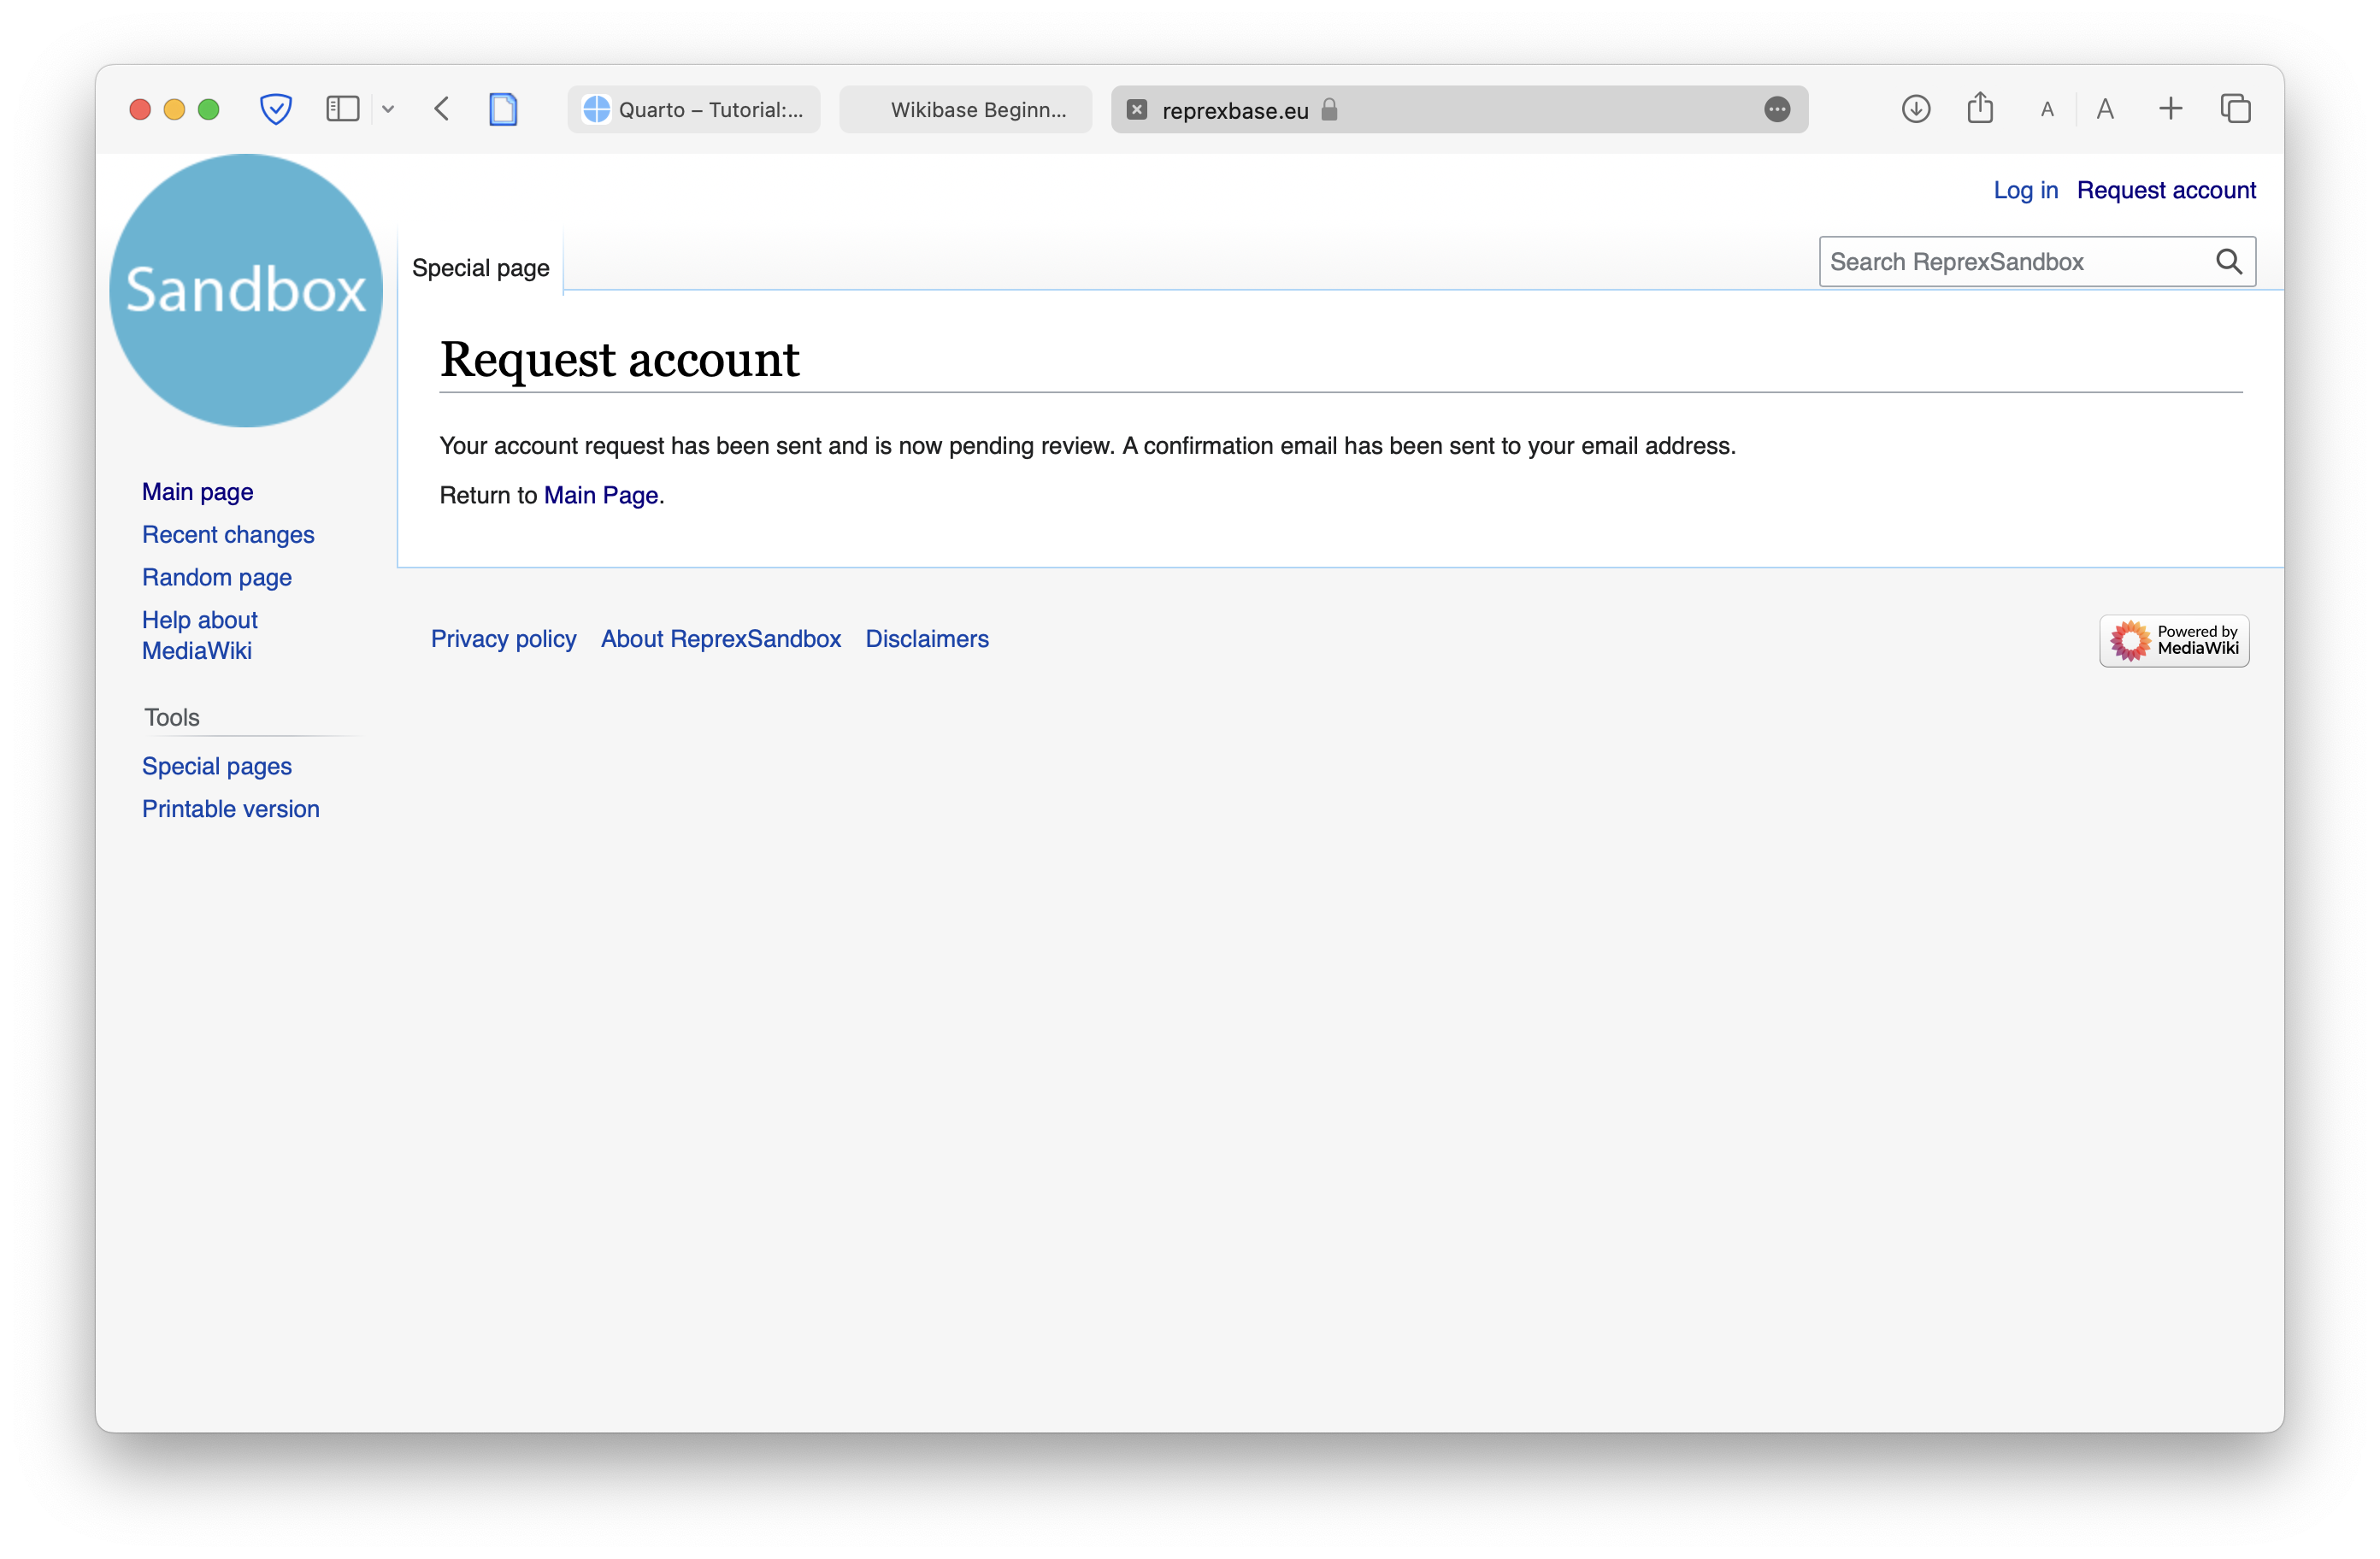 Quarto – Tutorial:...
Wikibase Beginn...
reprexbase.eu
A
A
Sandbox
Log in
Request account
Special page
Search ReprexSandbox
Request account
Your account request has been sent and is now pending review. A confirmation email has been sent to your email address.
Return to Main Page.
Main page
Recent changes
Random page
Help about
MediaWiki
Tools
Special pages
Printable version
Privacy policy
About ReprexSandbox
Disclaimers
Powered by
MediaWiki